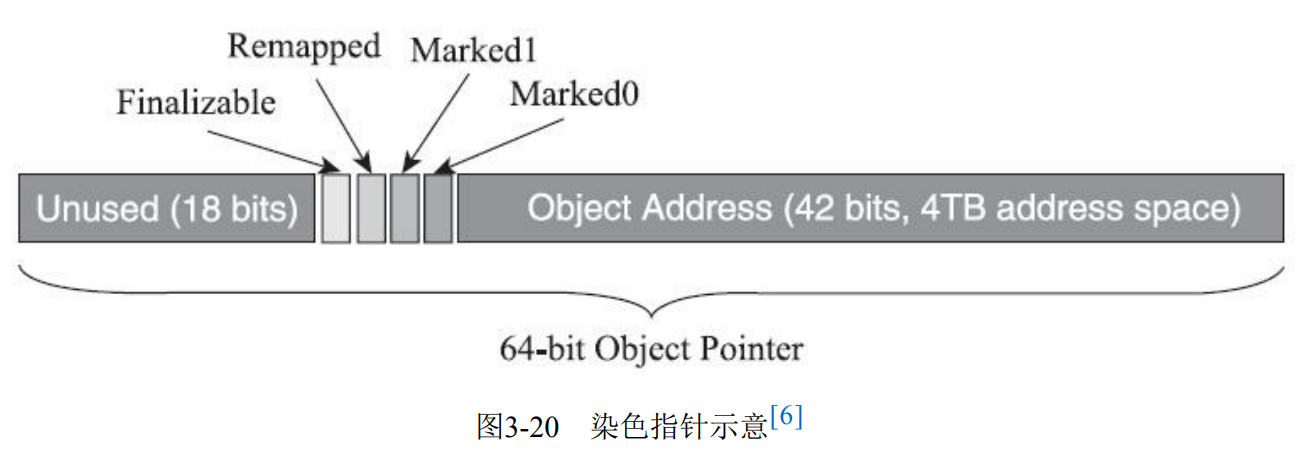 Remapped
Marked1
Finalizable
Marked0
Unused (18 bits)
Object Address (42 bits, 4TB address space)
64-bit Object Pointer
图3-20 染色指针示意[6]